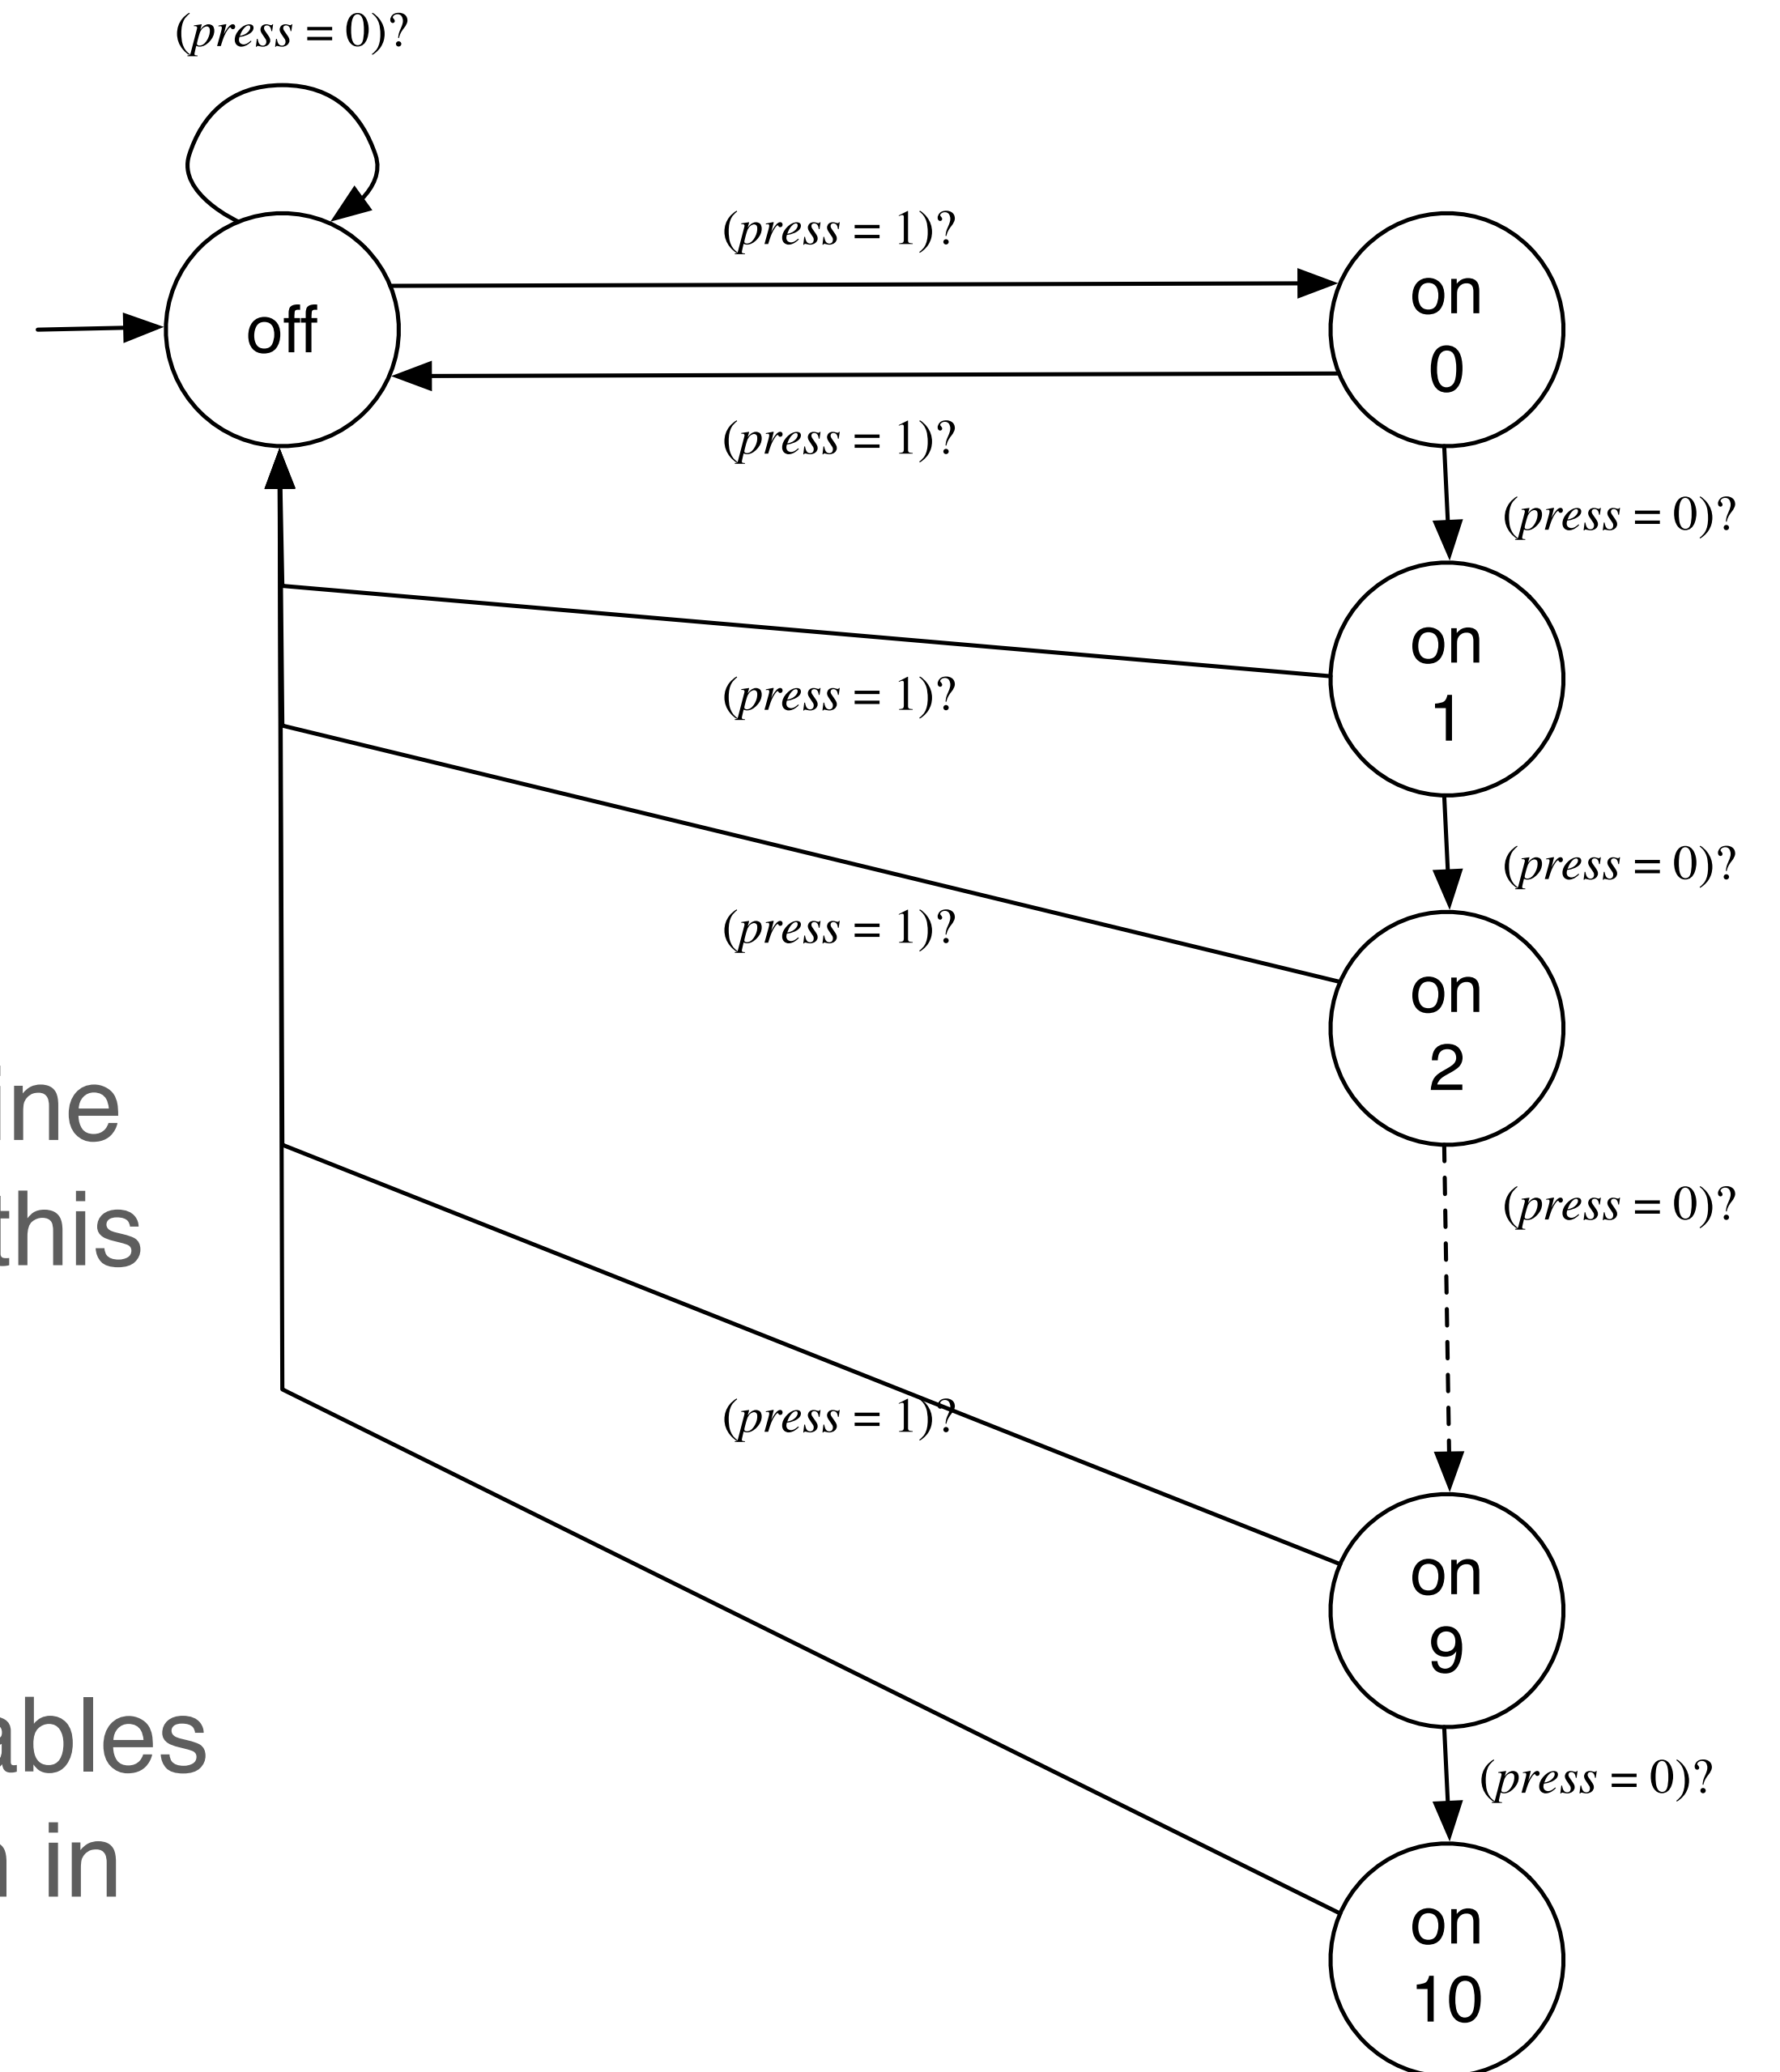 (press = 0)?
(press = 1)?
off
on
0
(press = 1)?
(press = 0)?
on
1
(press = 1)?
(press = 0)?
(press = 1)?
on
2
ine
this
(press = 0)?
(press = 1)?
on
9
ables
(press = 0)?
in
on
10